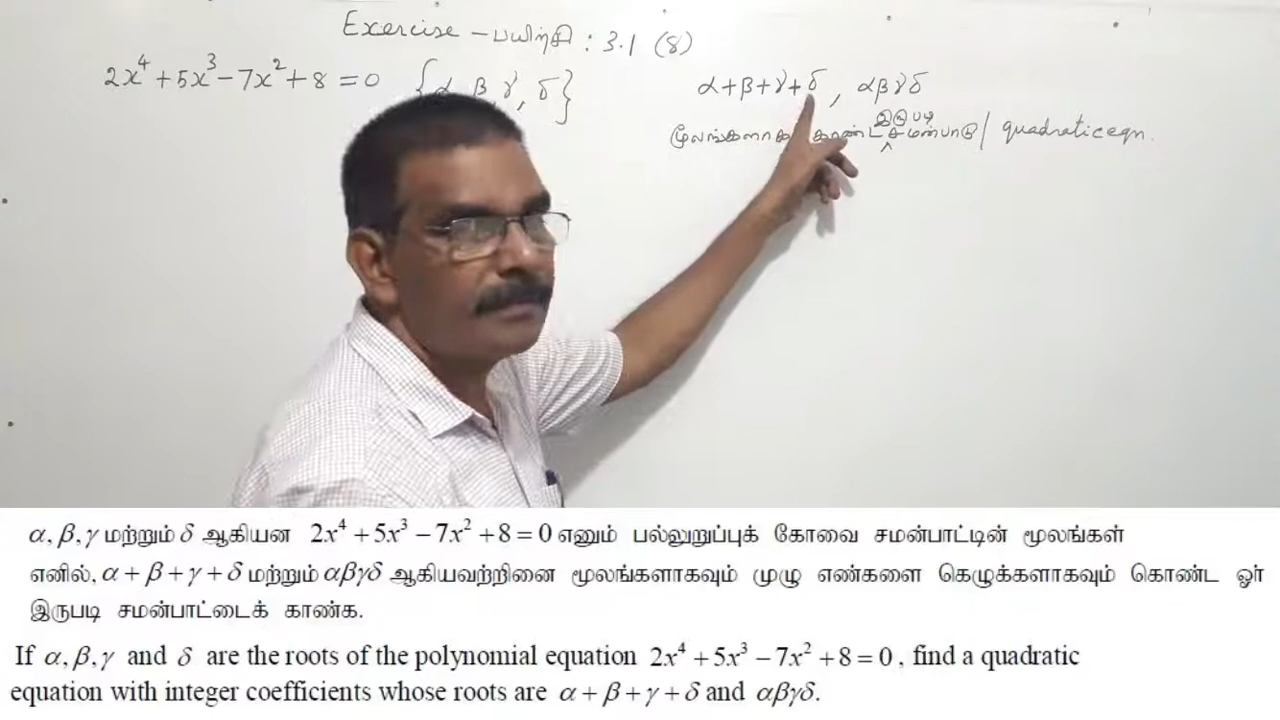 Exercise – பயிற்சி : 3.1 (8)
2x⁴ + 5x³ – 7x² + 8 = 0 {α, β, γ, δ}
α+β+γ+δ , αβγδ
இருபடி
மூலங்களாக கொண்ட சமன்பாடு / quadratic eqn.
α, β, γ மற்றும் δ ஆகியன 2x⁴ + 5x³ − 7x² + 8 = 0 எனும் பல்லுறுப்புக் கோவை சமன்பாட்டின் மூலங்கள்
எனில், α + β + γ + δ மற்றும் αβγδ ஆகியவற்றினை மூலங்களாகவும் முழு எண்களை கெழுக்களாகவும் கொண்ட ஓர்
இருபடி சமன்பாட்டைக் காண்க.
If α, β, γ and δ are the roots of the polynomial equation 2x⁴ + 5x³ − 7x² + 8 = 0 , find a quadratic
equation with integer coefficients whose roots are α + β + γ + δ and αβγδ.